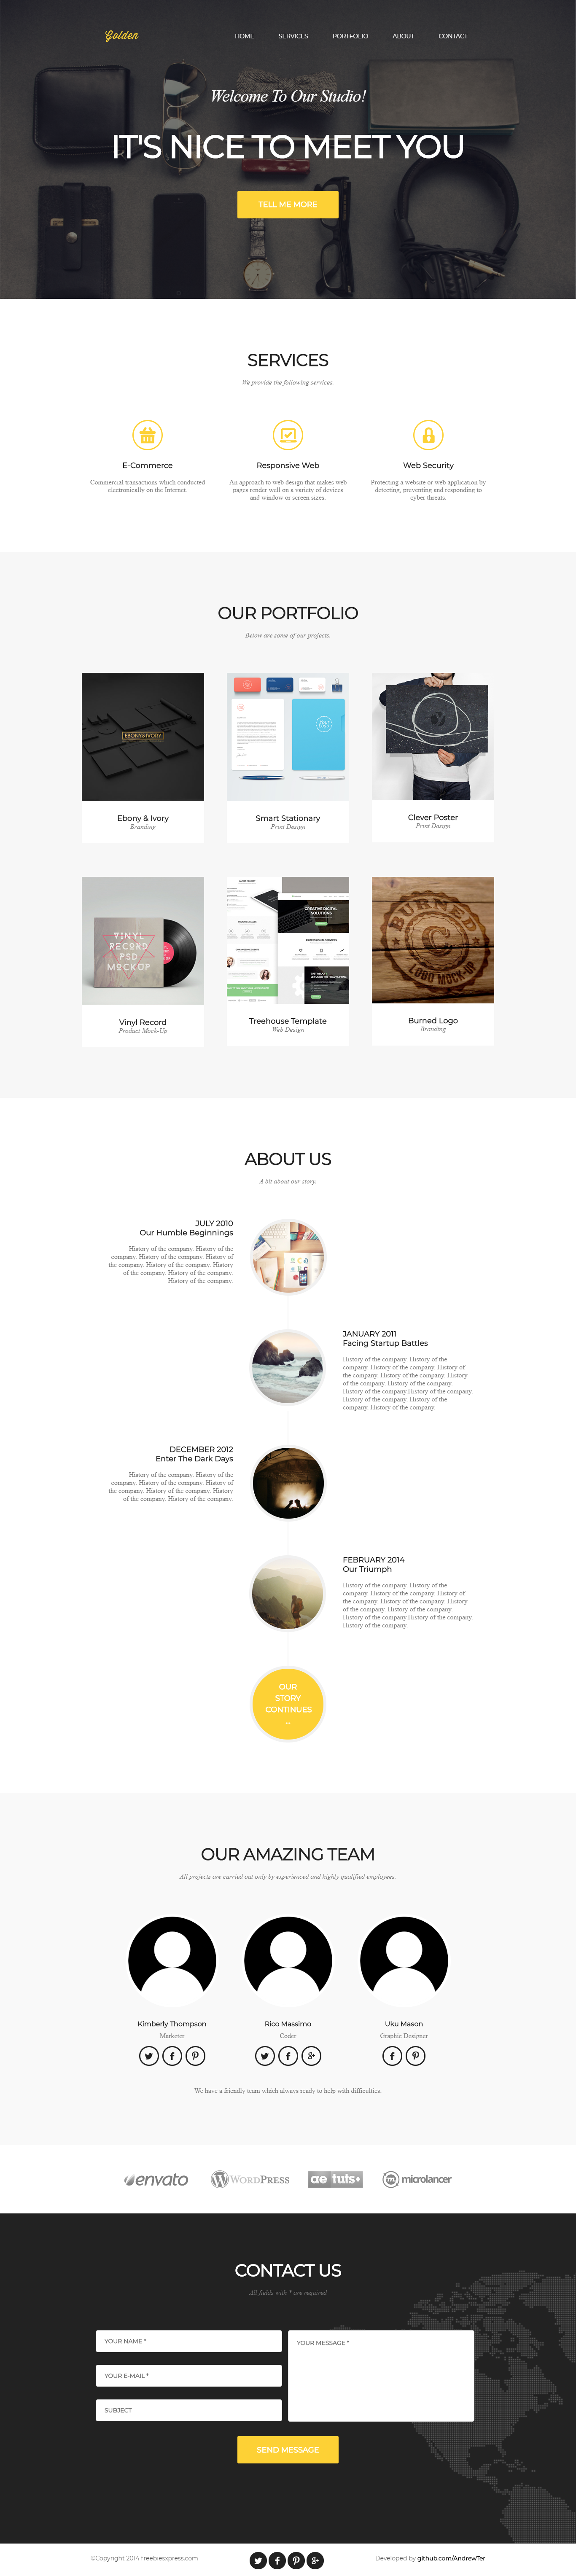 Golden
HOME SERVICES PORTFOLIO ABOUT CONTACT
Welcome To Our Studio!
IT'S NICE TO MEET YOU
TELL ME MORE
SERVICES
We provide the following services.
E-Commerce
Commercial transactions which conducted
electronically on the Internet.
Responsive Web
An approach to web design that makes web
pages render well on a variety of devices
and window or screen sizes.
Web Security
Protecting a website or web application by
detecting, preventing and responding to
cyber threats.
OUR PORTFOLIO
Below are some of our projects.
EBONY&IVORY
Ebony & Ivory
Branding
Smart Stationary
Print Design
Clever Poster
Print Design
VINYL
RECORD
PSD
MOCKUP
Vinyl Record
Product Mock-Up
CREATIVE DIGITAL
SOLUTIONS
PROFESSIONAL SERVICES
Treehouse Template
Web Design
BURNED
C
LOGO MOCK-UP
Burned Logo
Branding
ABOUT US
A bit about our story.
JULY 2010
Our Humble Beginnings
History of the company. History of the
company. History of the company. History of
the company. History of the company. History
of the company. History of the company.
History of the company.
JANUARY 2011
Facing Startup Battles
History of the company. History of the
company. History of the company. History of
the company. History of the company. History
of the company. History of the company.
History of the company.History of the company.
History of the company. History of the
company. History of the company.
DECEMBER 2012
Enter The Dark Days
History of the company. History of the
company. History of the company. History of
the company. History of the company. History
of the company. History of the company.
FEBRUARY 2014
Our Triumph
History of the company. History of the
company. History of the company. History of
the company. History of the company. History
of the company. History of the company.
History of the company.History of the company.
History of the company.
OUR
STORY
CONTINUES
...
OUR AMAZING TEAM
All projects are carried out only by experienced and highly qualified employees.
Kimberly Thompson
Marketer
Rico Massimo
Coder
Uku Mason
Graphic Designer
We have a friendly team which always ready to help with difficulties.
envato
WORDPRESS
ae tuts+
microlancer
CONTACT US
All fields with * are required
YOUR NAME *
YOUR E-MAIL *
SUBJECT
YOUR MESSAGE *
SEND MESSAGE
©Copyright 2014 freebiesxpress.com
Developed by github.com/AndrewTer